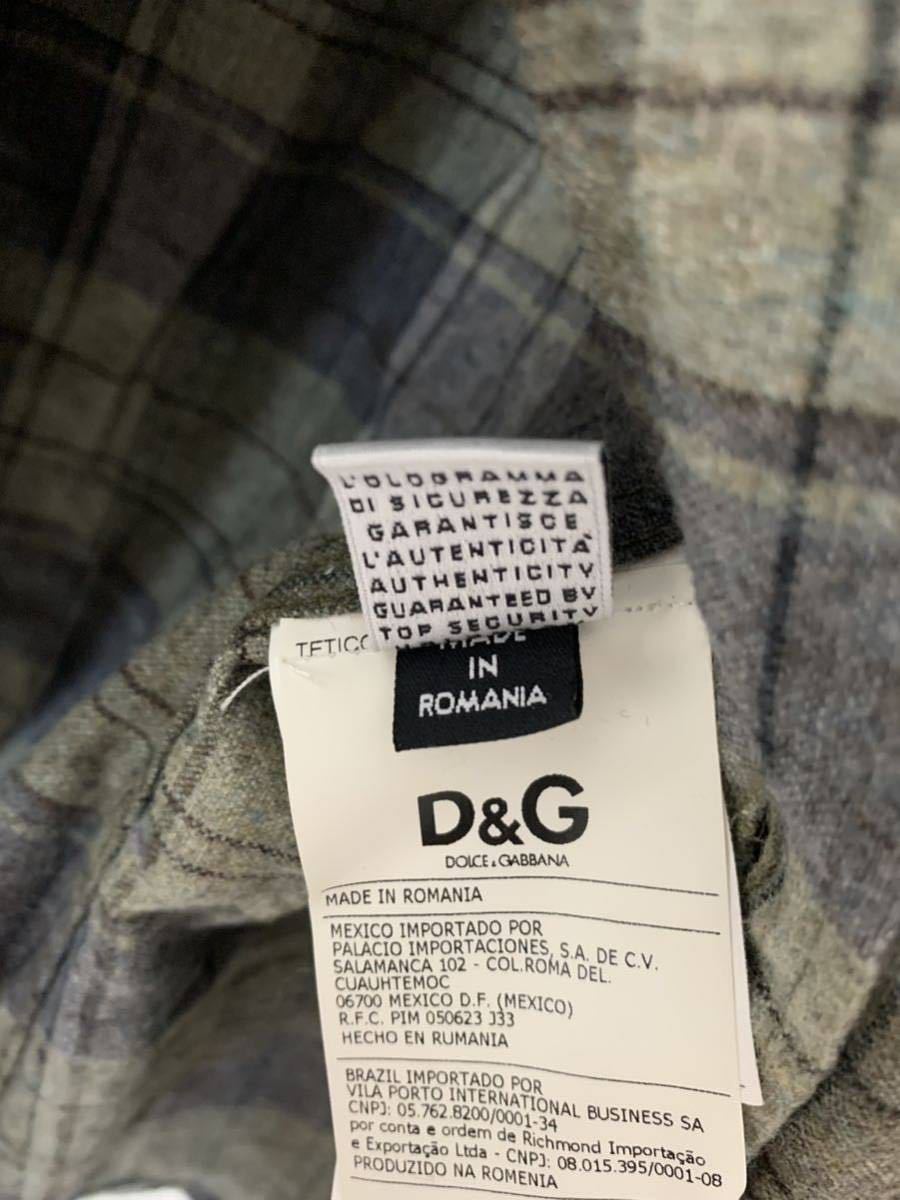 L'OLOGRAMMA
DI SICUREZZA
GARANTISCE
L'AUTENTICITÀ
AUTHENTICITY
GUARANTEED BY
TOP SECURITY
MADE
IN
ROMANIA
D&G
DOLCE & GABBANA
MADE IN ROMANIA
MEXICO IMPORTADO POR
PALACIO IMPORTACIONES, S.A. DE C.V.
SALAMANCA 102 - COL.ROMA DEL.
CUAUHTEMOC
06700 MEXICO D.F. (MEXICO)
R.F.C. PIM 050623 J33
HECHO EN RUMANIA
BRAZIL IMPORTADO POR
VILA PORTO INTERNATIONAL BUSINESS SA
CNPJ: 05.762.8200/0001-34
por conta e ordem de Richmond Importação
e Exportação Ltda - CNPJ: 08.015.395/0001-08
PRODUZIDO NA ROMENIA